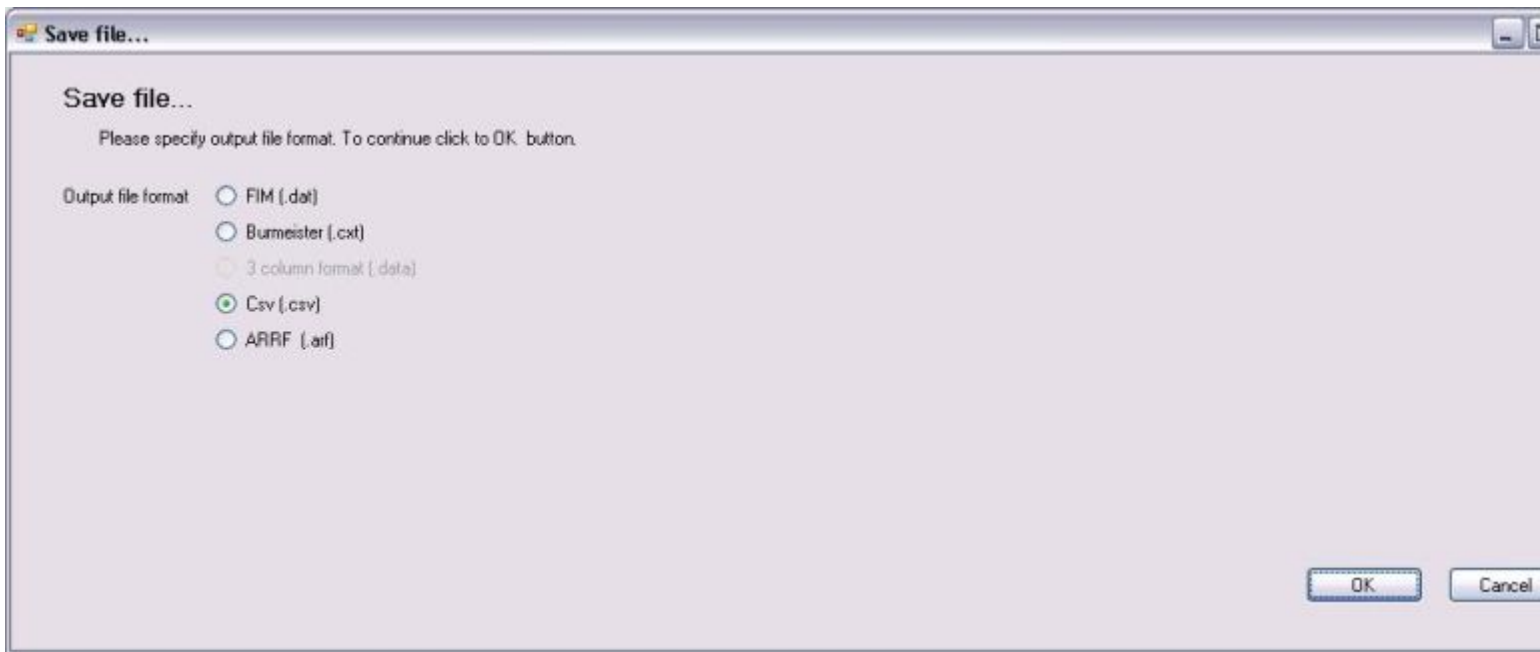 Save file...
Save file...
Please specify output file format. To continue click to OK button.
Output file format
FIM (.dat)
Burmeister (.cxt)
3 column format (.data)
Csv (.csv)
ARRF (.arf)
OK
Cancel